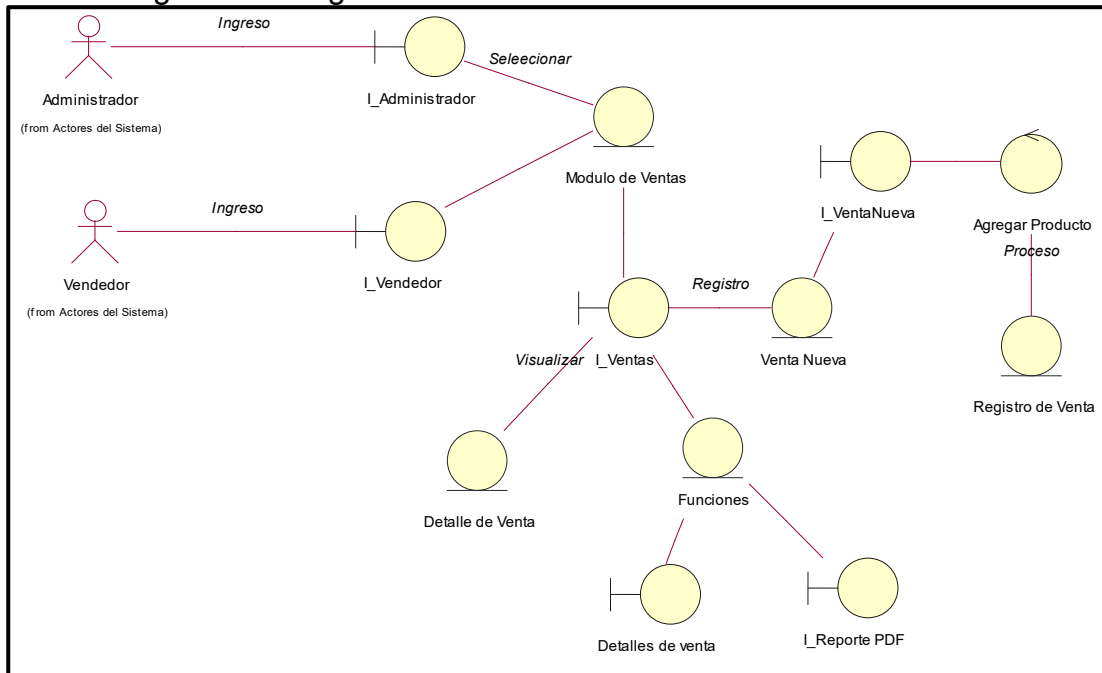 Ingreso
Administrador
(from Actores del Sistema)
I_Administrador
Seleecionar
Modulo de Ventas
I_VentaNueva
Agregar Producto
Proceso
Ingreso
Vendedor
(from Actores del Sistema)
I_Vendedor
Registro
Visualizar
I_Ventas
Venta Nueva
Registro de Venta
Detalle de Venta
Funciones
Detalles de venta
I_Reporte PDF